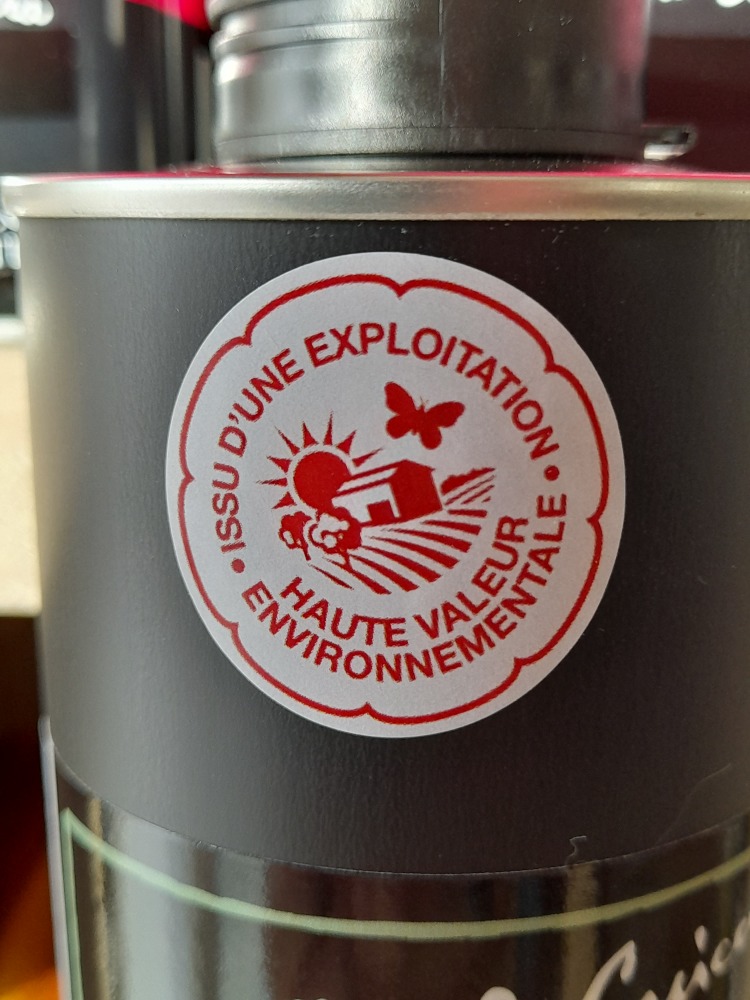 • ISSU D'UNE EXPLOITATION •
HAUTE VALEUR
ENVIRONNEMENTALE